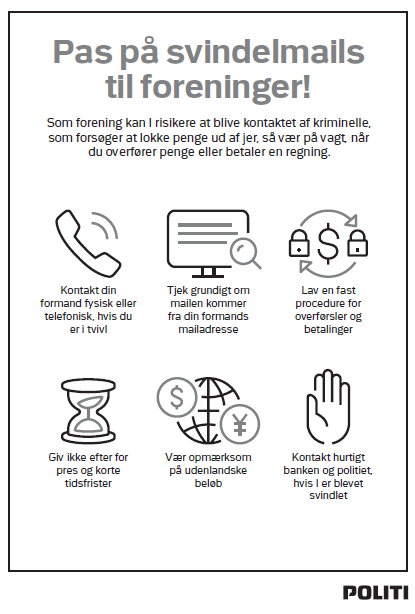 Pas på svindelmails
til foreninger!
Som forening kan I risikere at blive kontaktet af kriminelle,
som forsøger at lokke penge ud af jer, så vær på vagt, når
du overfører penge eller betaler en regning.
Kontakt din
formand fysisk eller
telefonisk, hvis du
er i tvivl
Tjek grundigt om
mailen kommer
fra din formands
mailadresse
$
Lav en fast
procedure for
overførsler og
betalinger
Giv ikke efter for
pres og korte
tidsfrister
$
¥
Vær opmærksom
på udenlandske
beløb
Kontakt hurtigt
banken og politiet,
hvis I er blevet
svindlet
POLITI